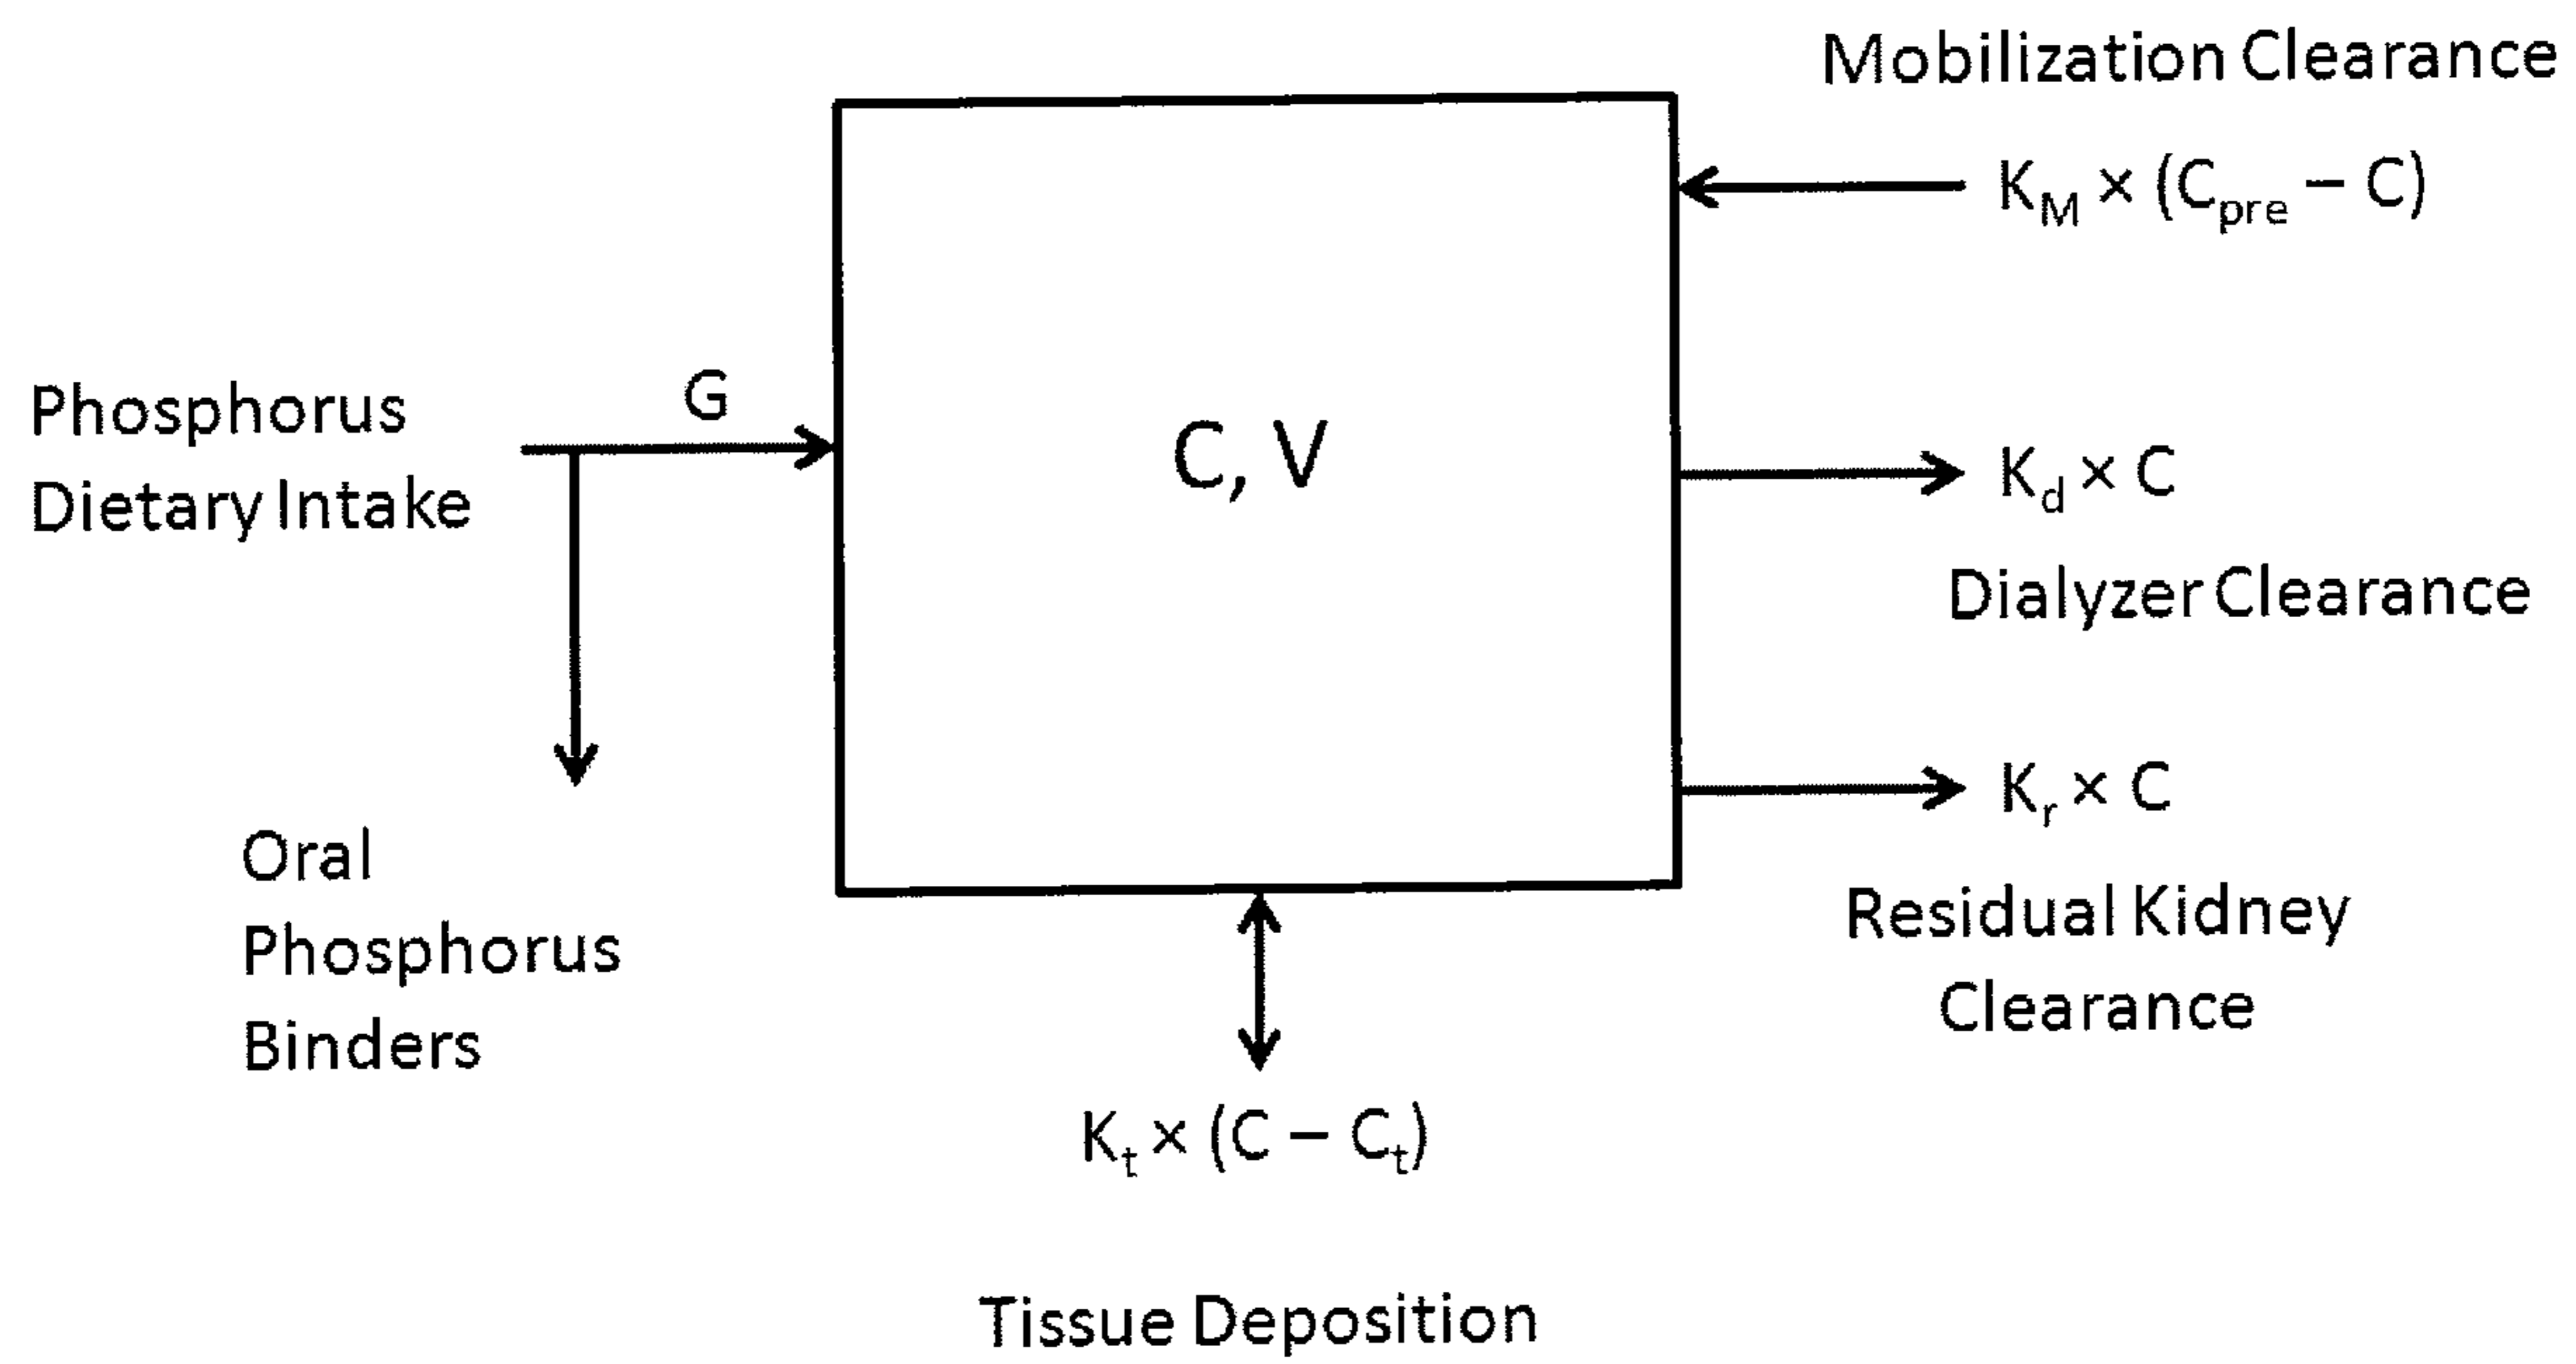 Mobilization Clearance
K_M × (C_pre − C)
G
Phosphorus
Dietary Intake
C, V
K_d × C
Dialyzer Clearance
K_r × C
Residual Kidney
Clearance
Oral
Phosphorus
Binders
K_t × (C − C_t)
Tissue Deposition